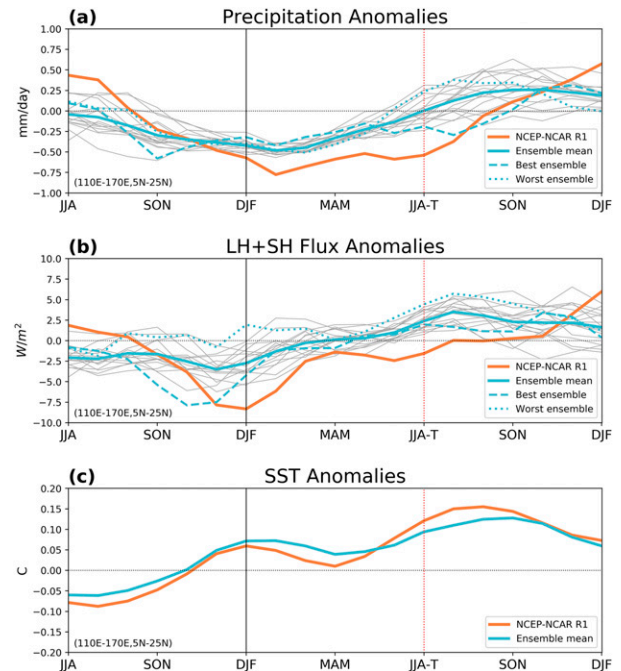 (a) Precipitation Anomalies
mm/day
1.00
0.75
0.50
0.25
0.00
−0.25
−0.50
−0.75
−1.00
(110E-170E,5N-25N)
NCEP-NCAR R1
Ensemble mean
Best ensemble
Worst ensemble
JJA SON DJF MAM JJA-T SON DJF
(b) LH+SH Flux Anomalies
W/m²
10.0
7.5
5.0
2.5
0.0
−2.5
−5.0
−7.5
−10.0
(110E-170E,5N-25N)
NCEP-NCAR R1
Ensemble mean
Best ensemble
Worst ensemble
JJA SON DJF MAM JJA-T SON DJF
(c) SST Anomalies
C
0.20
0.15
0.10
0.05
0.00
−0.05
−0.10
−0.15
−0.20
(110E-170E,5N-25N)
NCEP-NCAR R1
Ensemble mean
JJA SON DJF MAM JJA-T SON DJF